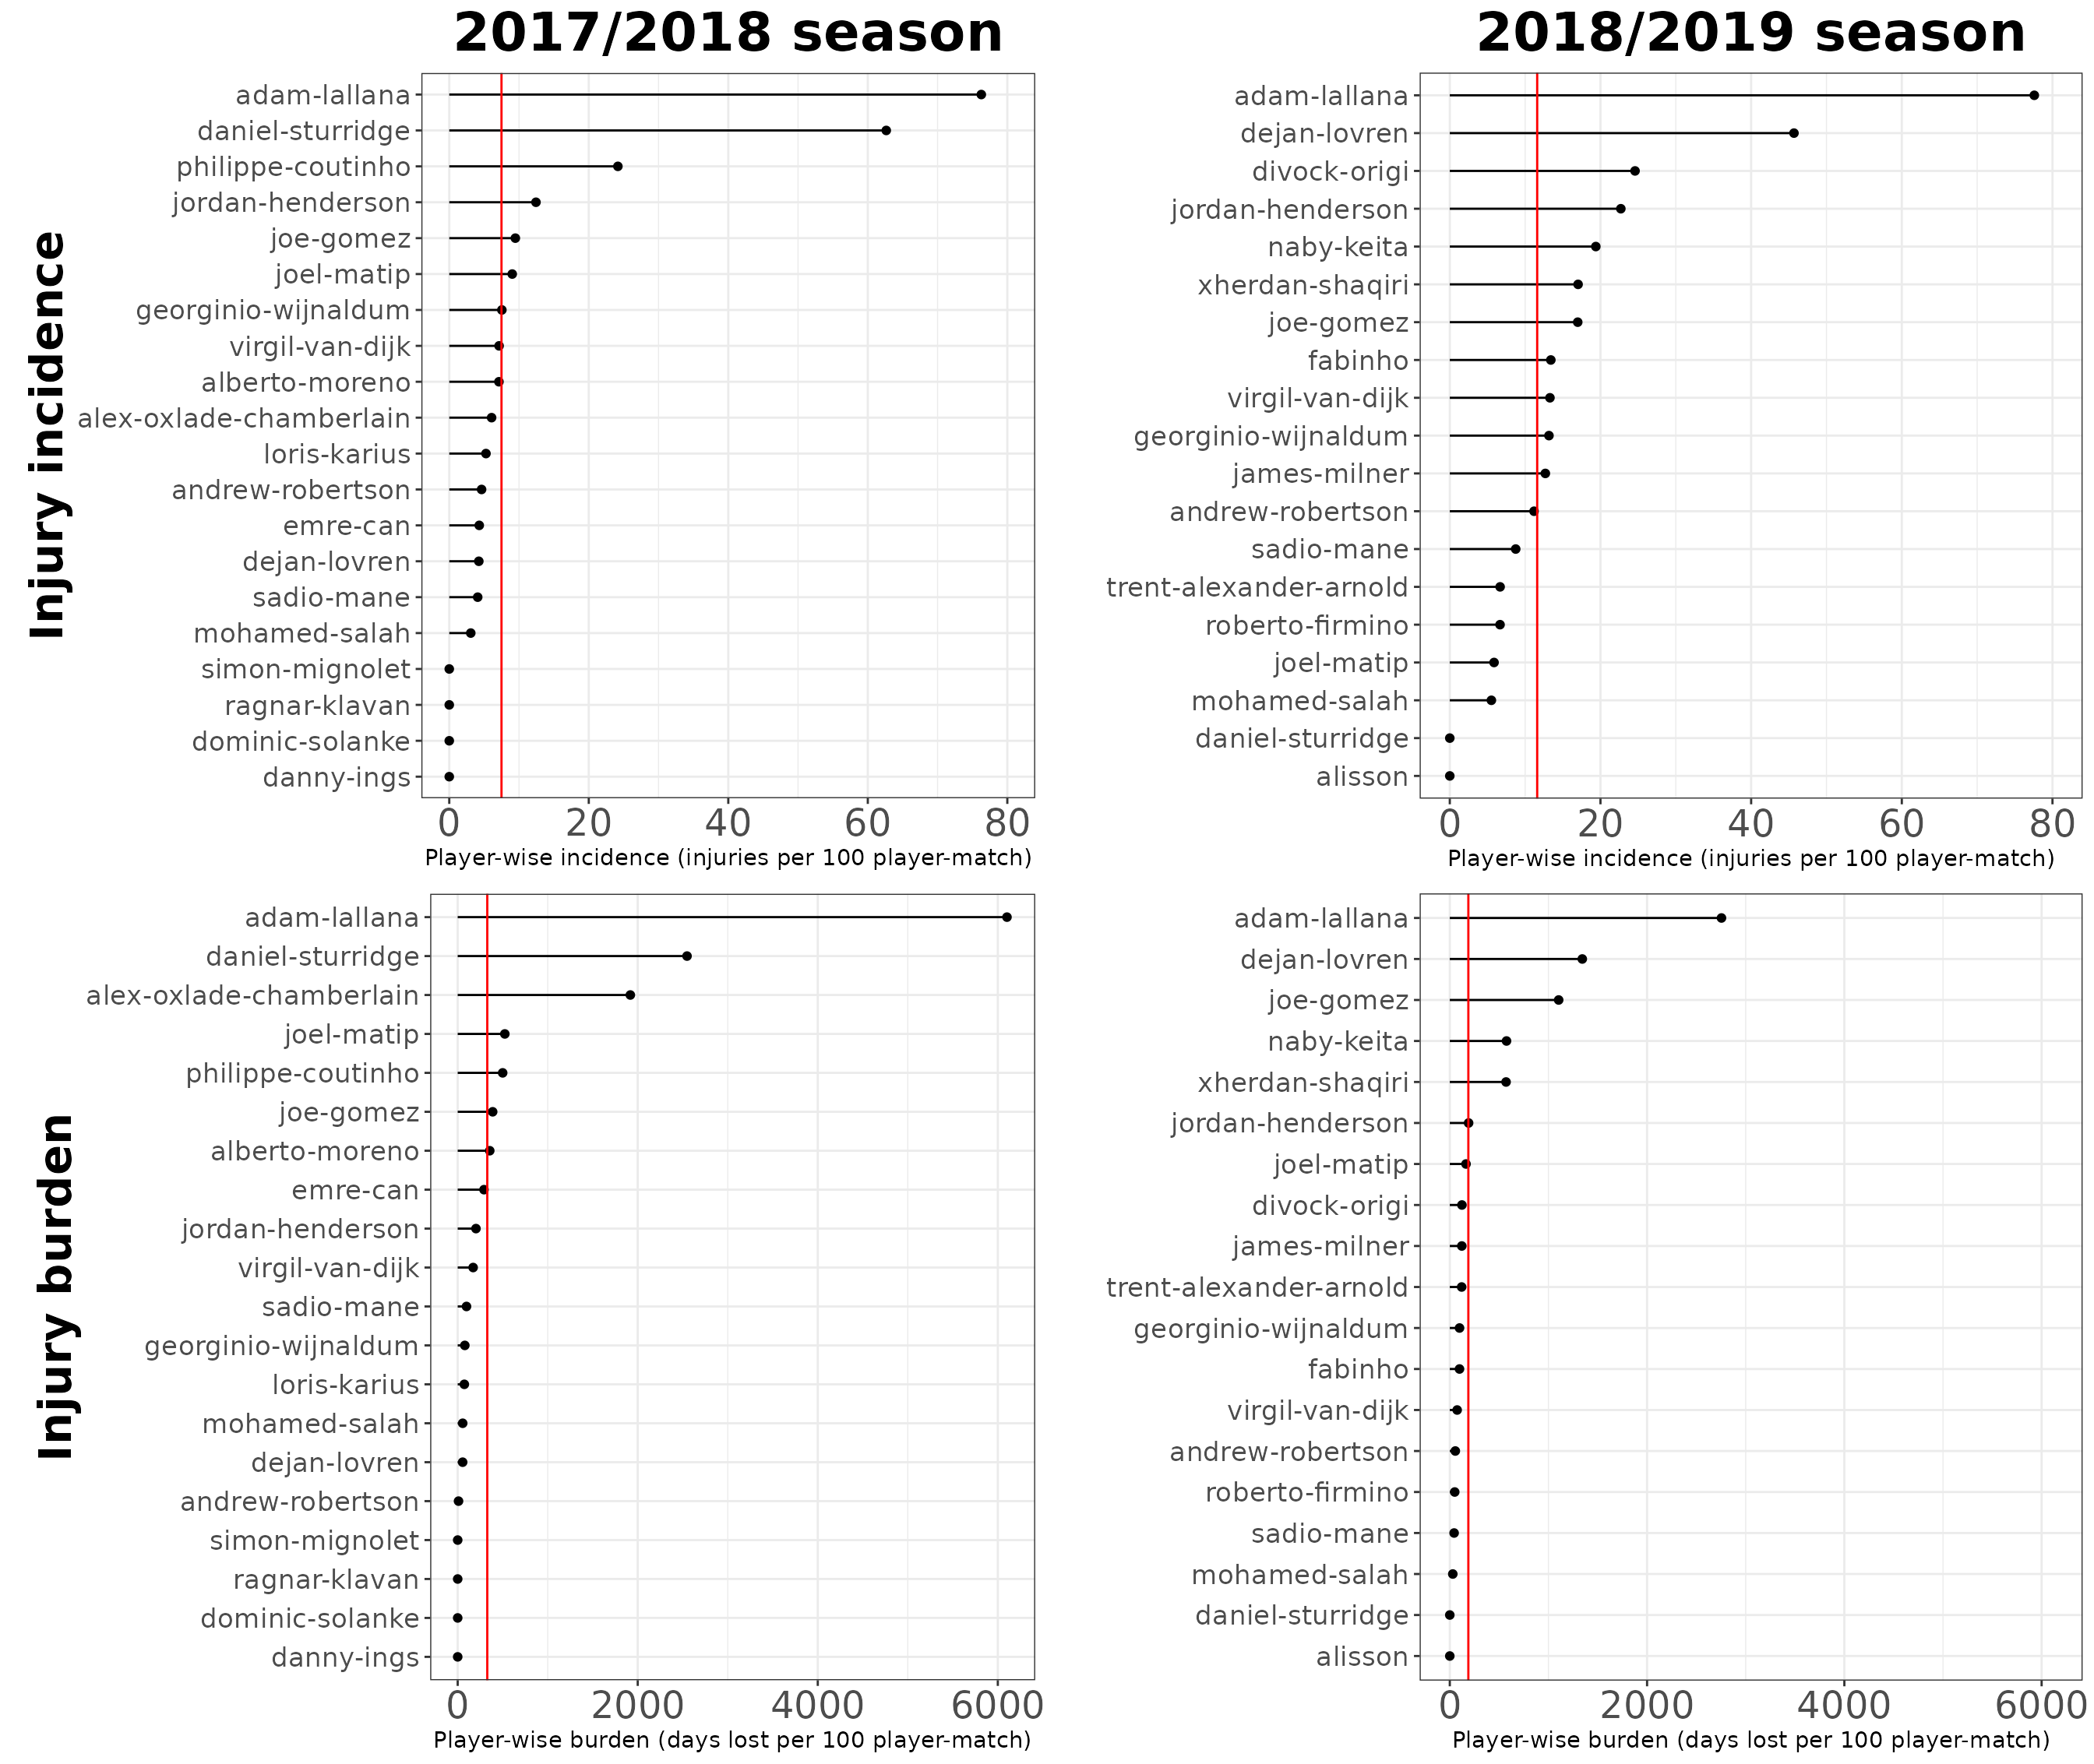 2017/2018 season
2018/2019 season
Injury incidence
adam-lallana
daniel-sturridge
philippe-coutinho
jordan-henderson
joe-gomez
joel-matip
georginio-wijnaldum
virgil-van-dijk
alberto-moreno
alex-oxlade-chamberlain
loris-karius
andrew-robertson
emre-can
dejan-lovren
sadio-mane
mohamed-salah
simon-mignolet
ragnar-klavan
dominic-solanke
danny-ings
0 20 40 60 80
Player-wise incidence (injuries per 100 player-match)
adam-lallana
dejan-lovren
divock-origi
jordan-henderson
naby-keita
xherdan-shaqiri
joe-gomez
fabinho
virgil-van-dijk
georginio-wijnaldum
james-milner
andrew-robertson
sadio-mane
trent-alexander-arnold
roberto-firmino
joel-matip
mohamed-salah
daniel-sturridge
alisson
0 20 40 60 80
Player-wise incidence (injuries per 100 player-match)
Injury burden
adam-lallana
daniel-sturridge
alex-oxlade-chamberlain
joel-matip
philippe-coutinho
joe-gomez
alberto-moreno
emre-can
jordan-henderson
virgil-van-dijk
sadio-mane
georginio-wijnaldum
loris-karius
mohamed-salah
dejan-lovren
andrew-robertson
simon-mignolet
ragnar-klavan
dominic-solanke
danny-ings
0 2000 4000 6000
Player-wise burden (days lost per 100 player-match)
adam-lallana
dejan-lovren
joe-gomez
naby-keita
xherdan-shaqiri
jordan-henderson
joel-matip
divock-origi
james-milner
trent-alexander-arnold
georginio-wijnaldum
fabinho
virgil-van-dijk
andrew-robertson
roberto-firmino
sadio-mane
mohamed-salah
daniel-sturridge
alisson
0 2000 4000 6000
Player-wise burden (days lost per 100 player-match)